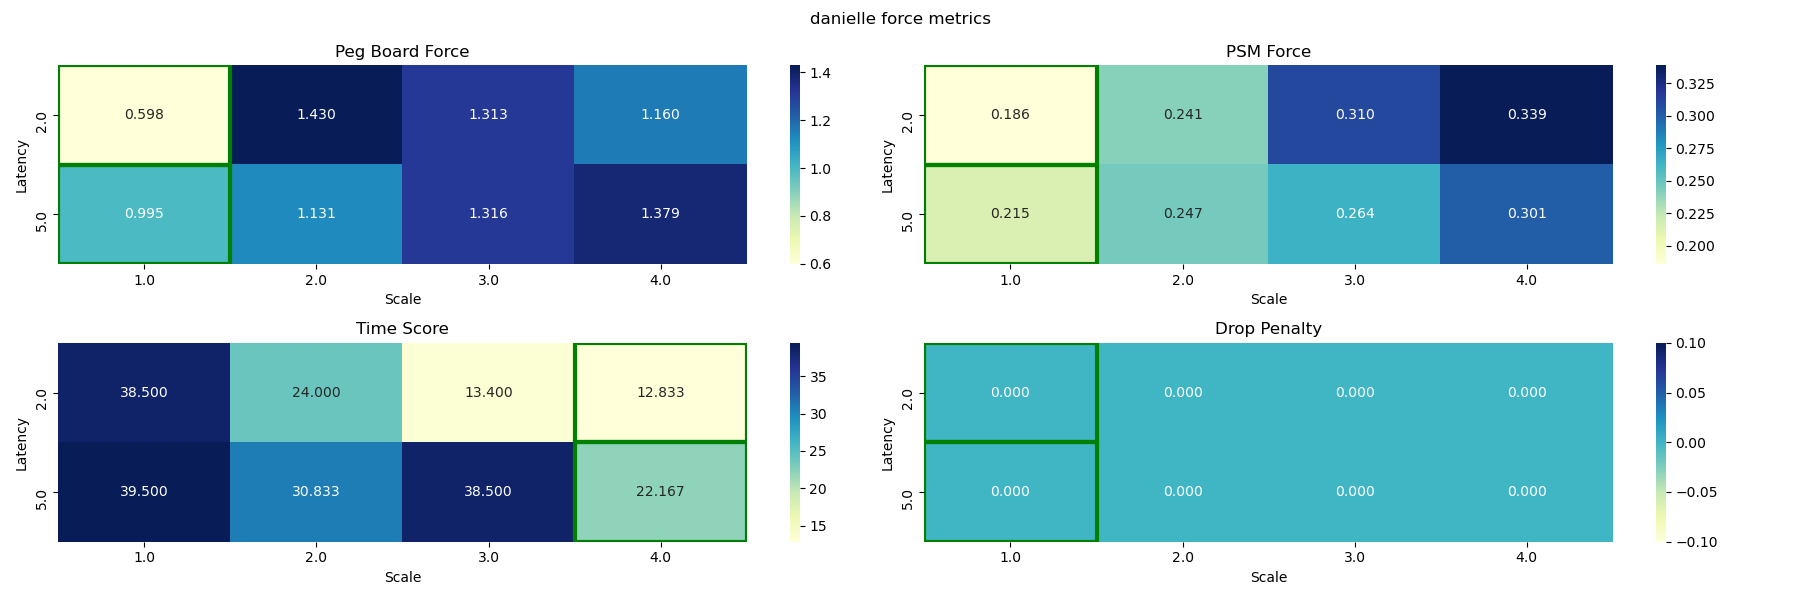 danielle force metrics
Peg Board Force
Latency
2.0
0.598 1.430 1.313 1.160
5.0
0.995 1.131 1.316 1.379
1.0 2.0 3.0 4.0
Scale
1.4
1.2
1.0
0.8
0.6
PSM Force
Latency
2.0
0.186 0.241 0.310 0.339
5.0
0.215 0.247 0.264 0.301
1.0 2.0 3.0 4.0
Scale
0.325
0.300
0.275
0.250
0.225
0.200
Time Score
Latency
2.0
38.500 24.000 13.400 12.833
5.0
39.500 30.833 38.500 22.167
1.0 2.0 3.0 4.0
Scale
35
30
25
20
15
Drop Penalty
Latency
2.0
0.000 0.000 0.000 0.000
5.0
0.000 0.000 0.000 0.000
1.0 2.0 3.0 4.0
Scale
0.10
0.05
0.00
−0.05
−0.10